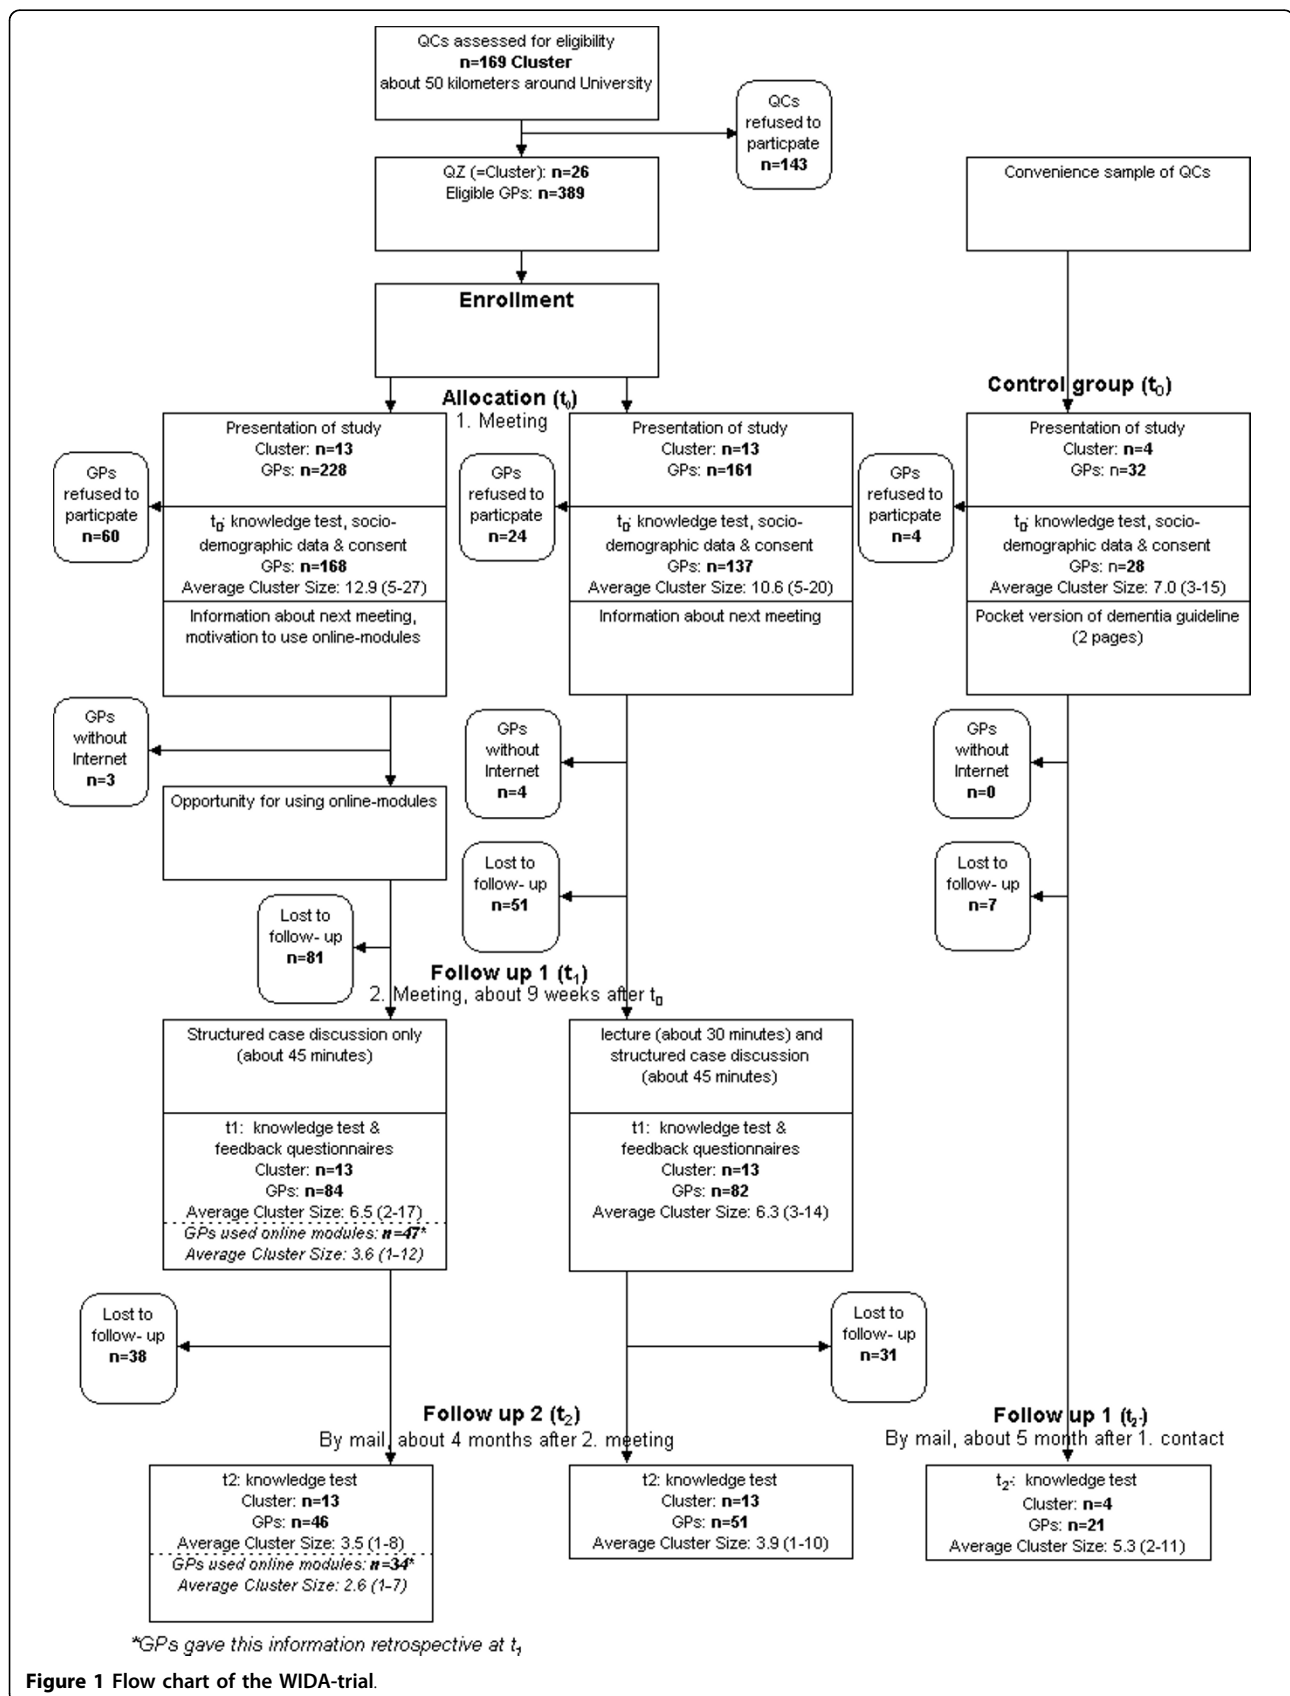 QCs assessed for eligibility
n=169 Cluster
about 50 kilometers around University
QCs
refused to
particpate
n=143
QZ (=Cluster): n=26
Eligible GPs: n=389
Convenience sample of QCs
Enrollment
Allocation (t0)
1. Meeting
Control group (t0)
Presentation of study
Cluster: n=13
GPs: n=228
GPs
refused to
particpate
n=60
t0: knowledge test, socio-
demographic data & consent
GPs: n=168
Average Cluster Size: 12.9 (5-27)
Information about next meeting,
motivation to use online-modules
Presentation of study
Cluster: n=13
GPs: n=161
GPs
refused to
particpate
n=24
t0: knowledge test, socio-
demographic data & consent
GPs: n=137
Average Cluster Size: 10.6 (5-20)
Information about next meeting
Presentation of study
Cluster: n=4
GPs: n=32
GPs
refused to
participate
n=4
t0: knowledge test, socio-
demographic data & consent
GPs: n=28
Average Cluster Size: 7.0 (3-15)
Pocket version of dementia guideline
(2 pages)
GPs
without
Internet
n=3
GPs
without
Internet
n=4
GPs
without
Internet
n=0
Opportunity for using online-modules
Lost to
follow- up
n=81
Lost to
follow- up
n=51
Lost to
follow- up
n=7
Follow up 1 (t1)
2. Meeting, about 9 weeks after t0
Structured case discussion only
(about 45 minutes)
t1: knowledge test &
feedback questionnaires
Cluster: n=13
GPs: n=84
Average Cluster Size: 6.5 (2-17)
GPs used online modules: n=47*
Average Cluster Size: 3.6 (1-12)
lecture (about 30 minutes) and
structured case discussion
(about 45 minutes)
t1: knowledge test &
feedback questionnaires
Cluster: n=13
GPs: n=82
Average Cluster Size: 6.3 (3-14)
Lost to
follow- up
n=38
Lost to
follow- up
n=31
Follow up 2 (t2)
By mail, about 4 months after 2. meeting
Follow up 1 (t2')
By mail, about 5 month after 1. contact
t2: knowledge test
Cluster: n=13
GPs: n=46
Average Cluster Size: 3.5 (1-8)
GPs used online modules: n=34*
Average Cluster Size: 2.6 (1-7)
t2: knowledge test
Cluster: n=13
GPs: n=51
Average Cluster Size: 3.9 (1-10)
t2': knowledge test
Cluster: n=4
GPs: n=21
Average Cluster Size: 5.3 (2-11)
*GPs gave this information retrospective at t1
Figure 1 Flow chart of the WIDA-trial.